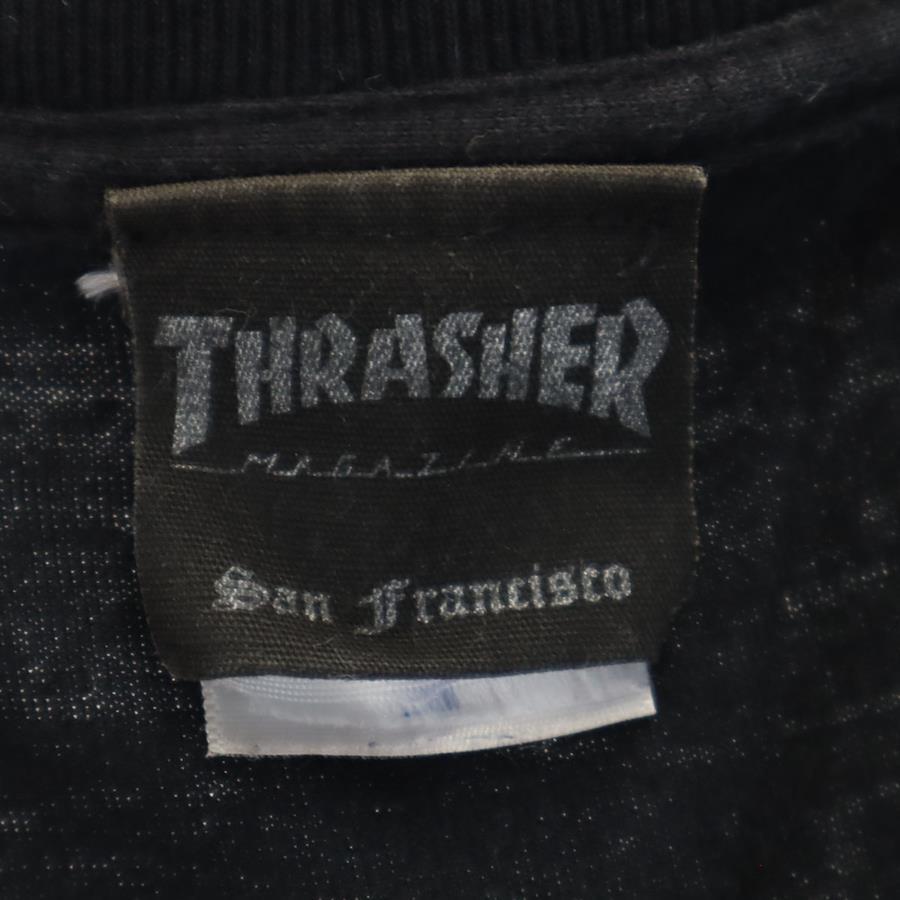 THRASHER
MAGAZINE
San Francisco